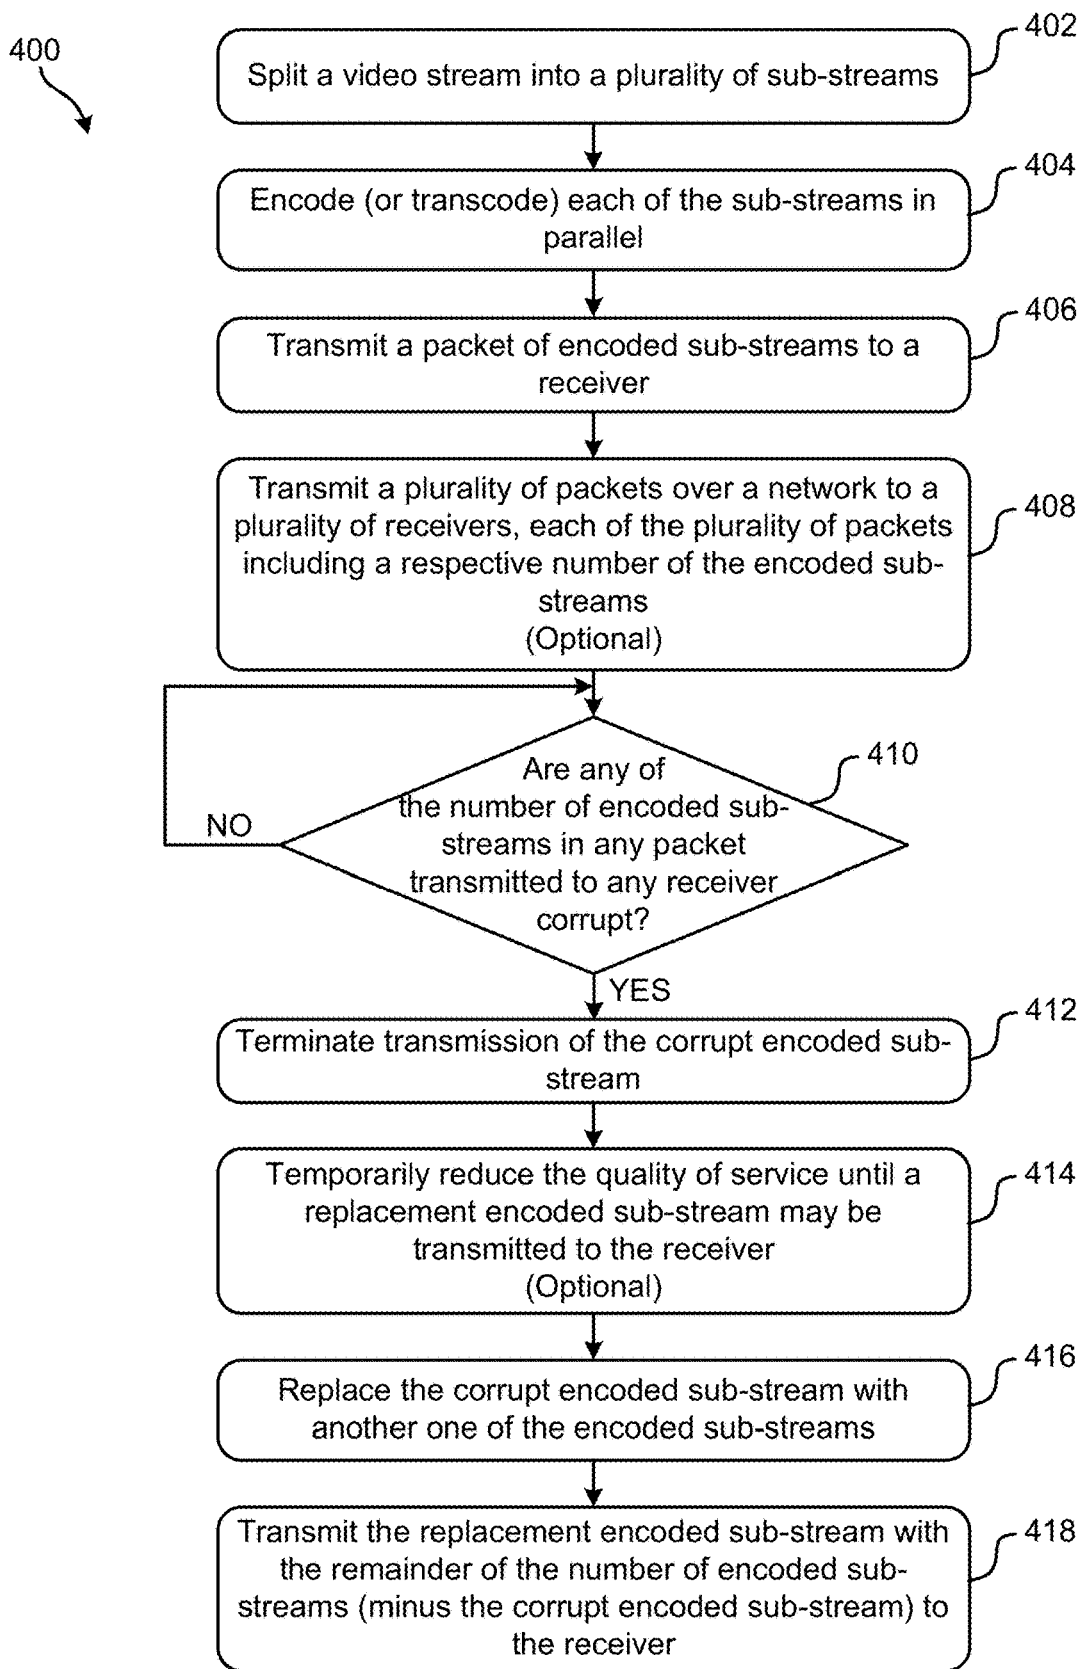 400
402
Split a video stream into a plurality of sub-streams
404
Encode (or transcode) each of the sub-streams in
parallel
406
Transmit a packet of encoded sub-streams to a
receiver
408
Transmit a plurality of packets over a network to a
plurality of receivers, each of the plurality of packets
including a respective number of the encoded sub-
streams
(Optional)
410
Are any of
the number of encoded sub-
streams in any packet
transmitted to any receiver
corrupt?
NO
YES
412
Terminate transmission of the corrupt encoded sub-
stream
414
Temporarily reduce the quality of service until a
replacement encoded sub-stream may be
transmitted to the receiver
(Optional)
416
Replace the corrupt encoded sub-stream with
another one of the encoded sub-streams
418
Transmit the replacement encoded sub-stream with
the remainder of the number of encoded sub-
streams (minus the corrupt encoded sub-stream) to
the receiver